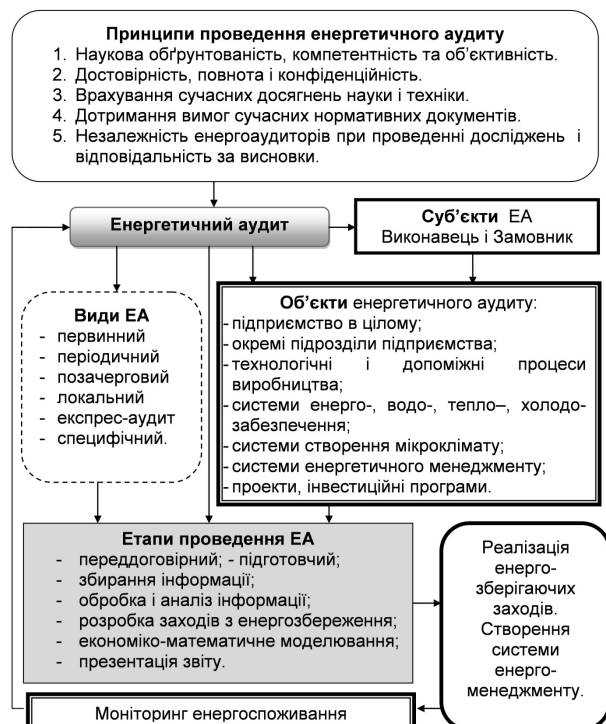 Принципи проведення енергетичного аудиту
1. Наукова обґрунтованість, компетентність та об'єктивність.
2. Достовірність, повнота і конфіденційність.
3. Врахування сучасних досягнень науки і техніки.
4. Дотримання вимог сучасних нормативних документів.
5. Незалежність енергоаудиторів при проведенні досліджень і
відповідальність за висновки.
Енергетичний аудит
Суб'єкти ЕА
Виконавець і Замовник
Види ЕА
- первинний
- періодичний
- позачерговий
- локальний
- експрес-аудит
- специфічний.
Об'єкти енергетичного аудиту:
- підприємство в цілому;
- окремі підрозділи підприємства;
- технологічні і допоміжні процеси
виробництва;
- системи енерго-, водо-, тепло–, холодо-
забезпечення;
- системи створення мікроклімату;
- системи енергетичного менеджменту;
- проекти, інвестиційні програми.
Етапи проведення ЕА
- переддоговірний; - підготовчий;
- збирання інформації;
- обробка і аналіз інформації;
- розробка заходів з енергозбереження;
- економіко-математичне моделювання;
- презентація звіту.
Реалізація
енерго-
зберігаючих
заходів.
Створення
системи
енерго-
менеджменту.
Моніторинг енергоспоживання